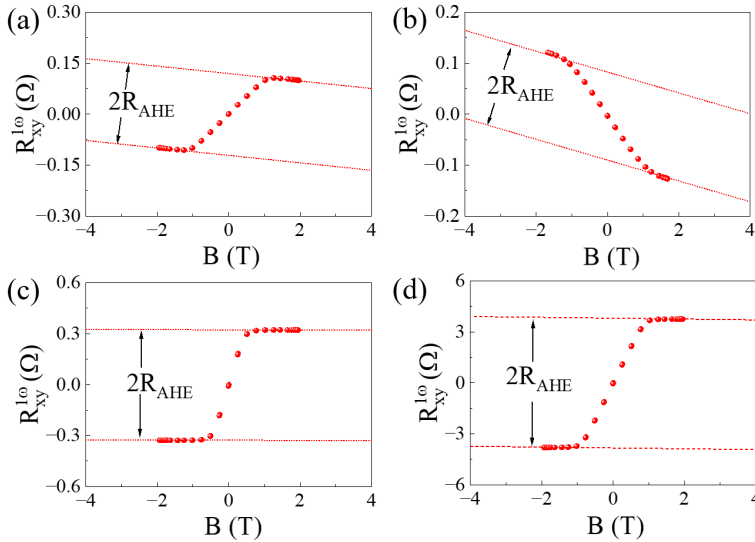 (a)
0.30
0.15
0.00
−0.15
−0.30
R_xy^1ω (Ω)
2R_AHE
−4 −2 0 2 4
B (T)
(b)
0.2
0.1
0.0
−0.1
−0.2
R_xy^1ω (Ω)
2R_AHE
−4 −2 0 2 4
B (T)
(c)
0.6
0.3
0.0
−0.3
−0.6
R_xy^1ω (Ω)
2R_AHE
−4 −2 0 2 4
B (T)
(d)
6
3
0
−3
−6
R_xy^1ω (Ω)
2R_AHE
−4 −2 0 2 4
B (T)